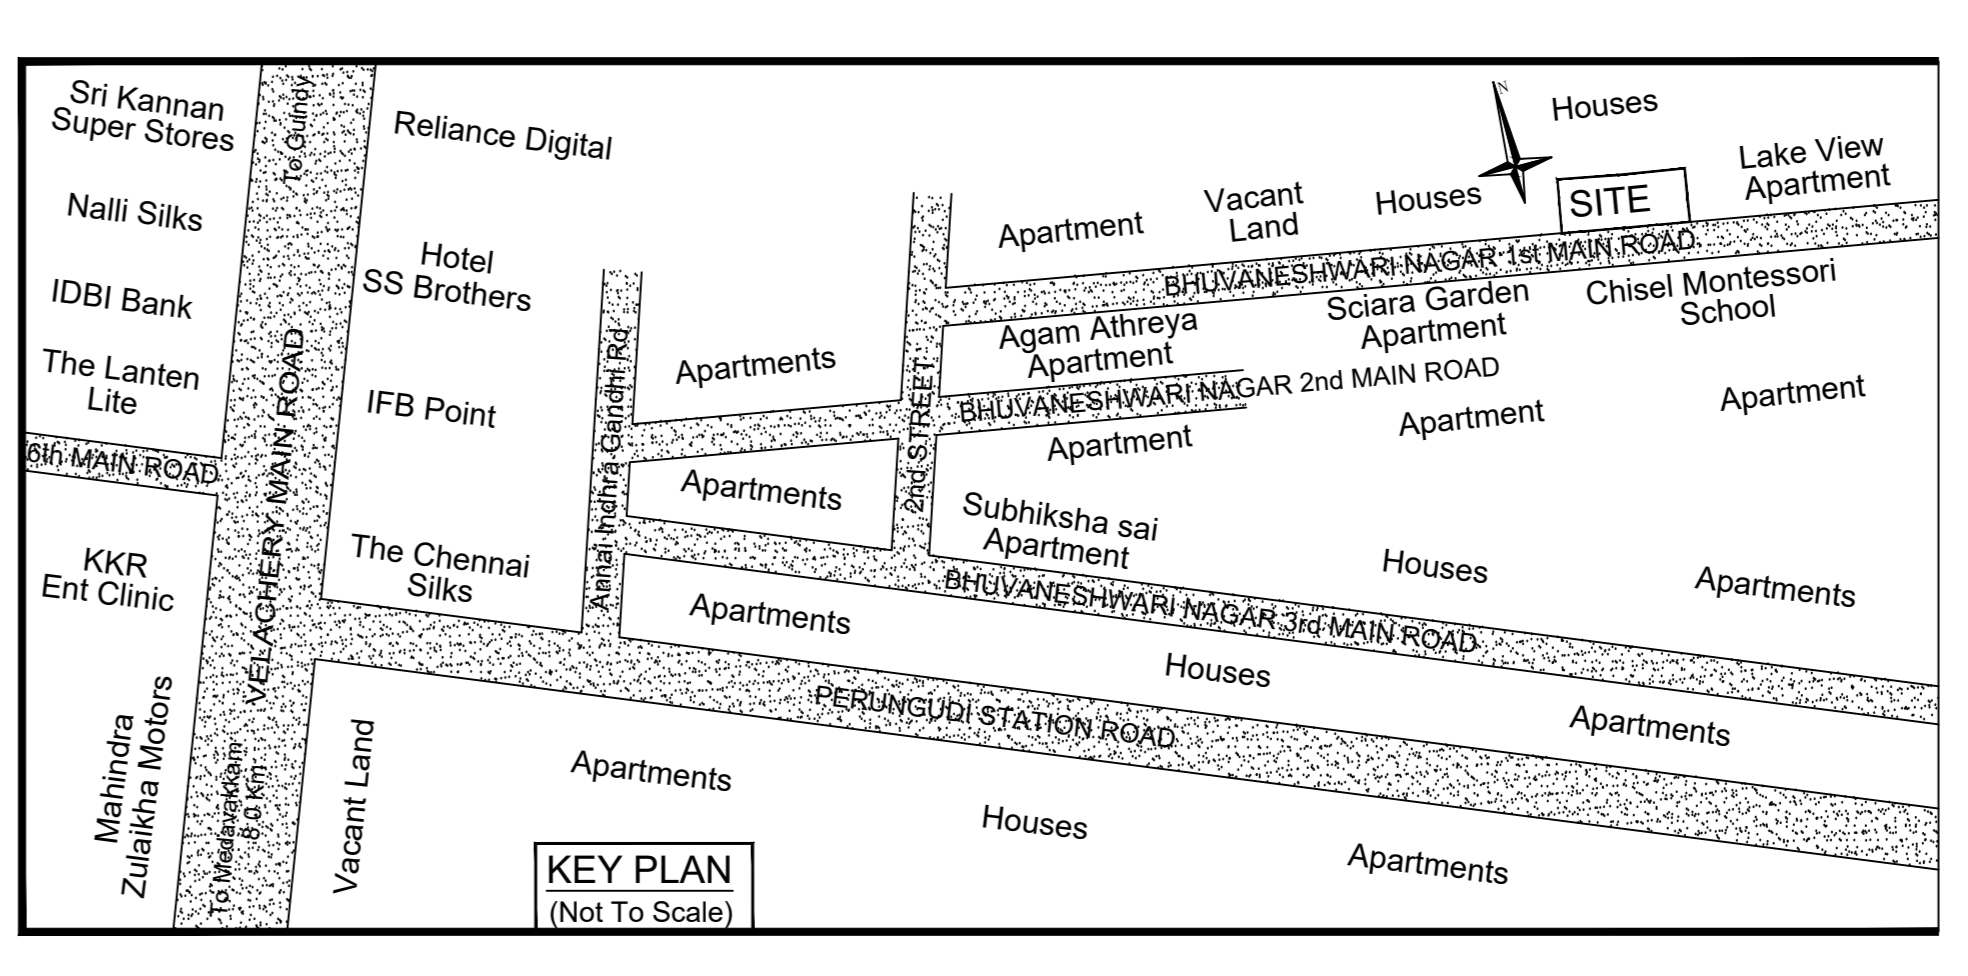 Sri Kannan
Super Stores
Nalli Silks
IDBI Bank
The Lanten
Lite
6th MAIN ROAD
KKR
Ent Clinic
Mahindra
Zulaikha Motors
To Guindy
VELACHERY MAIN ROAD
To Medavakkam
8.0 Km
Reliance Digital
Hotel
SS Brothers
IFB Point
The Chennai
Silks
Vacant Land
Annai Indhra Gandhi Rd
Apartments
Apartments
Apartments
2nd STREET
N
Houses
Apartment
Vacant
Land
Houses
SITE
Lake View
Apartment
BHUVANESHWARI NAGAR 1st MAIN ROAD
Agam Athreya
Apartment
Sciara Garden
Apartment
Chisel Montessori
School
BHUVANESHWARI NAGAR 2nd MAIN ROAD
Apartment
Apartment
Apartment
Subhiksha sai
Apartment
Houses
Apartments
BHUVANESHWARI NAGAR 3rd MAIN ROAD
Houses
Apartments
PERUNGUDI STATION ROAD
Apartments
Houses
Apartments
KEY PLAN
(Not To Scale)